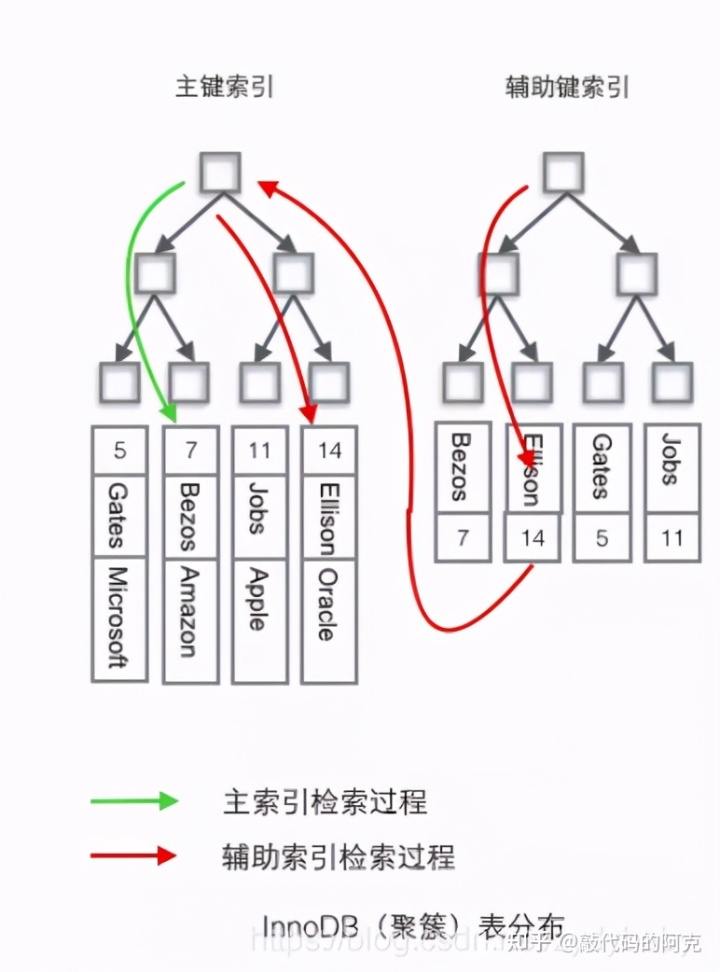 主键索引
辅助键索引
5 7 11 14
Gates Bezos Jobs Ellison
Microsoft Amazon Apple Oracle
Bezos Ellison Gates Jobs
7 14 5 11
主索引检索过程
辅助索引检索过程
InnoDB（聚簇）表分布
https://blog.csdn.n
知乎 @敲代码的阿克